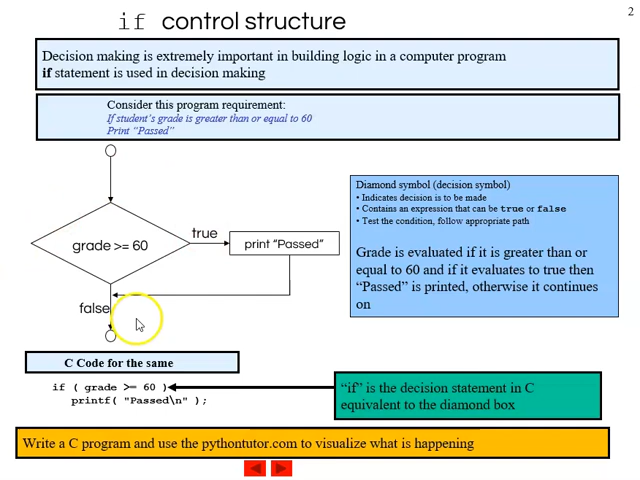 2
if control structure
Decision making is extremely important in building logic in a computer program
if statement is used in decision making
Consider this program requirement:
If student's grade is greater than or equal to 60
Print “Passed”
grade >= 60
true
print “Passed”
false
Diamond symbol (decision symbol)
• Indicates decision is to be made
• Contains an expression that can be true or false
• Test the condition, follow appropriate path
Grade is evaluated if it is greater than or
equal to 60 and if it evaluates to true then
“Passed” is printed, otherwise it continues
on
C Code for the same
if ( grade >= 60 )
printf( "Passed\n" );
“if” is the decision statement in C
equivalent to the diamond box
Write a C program and use the pythontutor.com to visualize what is happening